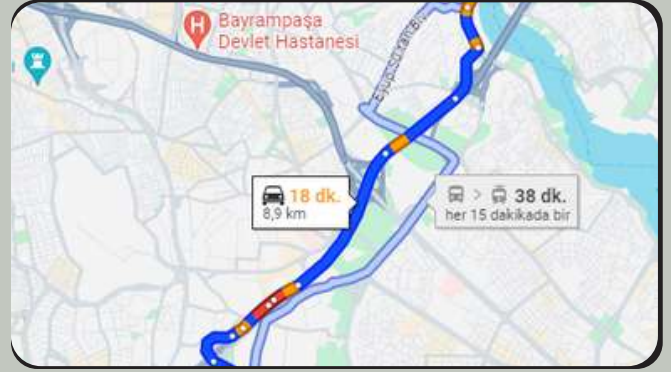 H
Bayrampaşa
Devlet Hastanesi
18 dk.
8,9 km
> 38 dk.
her 15 dakikada bir